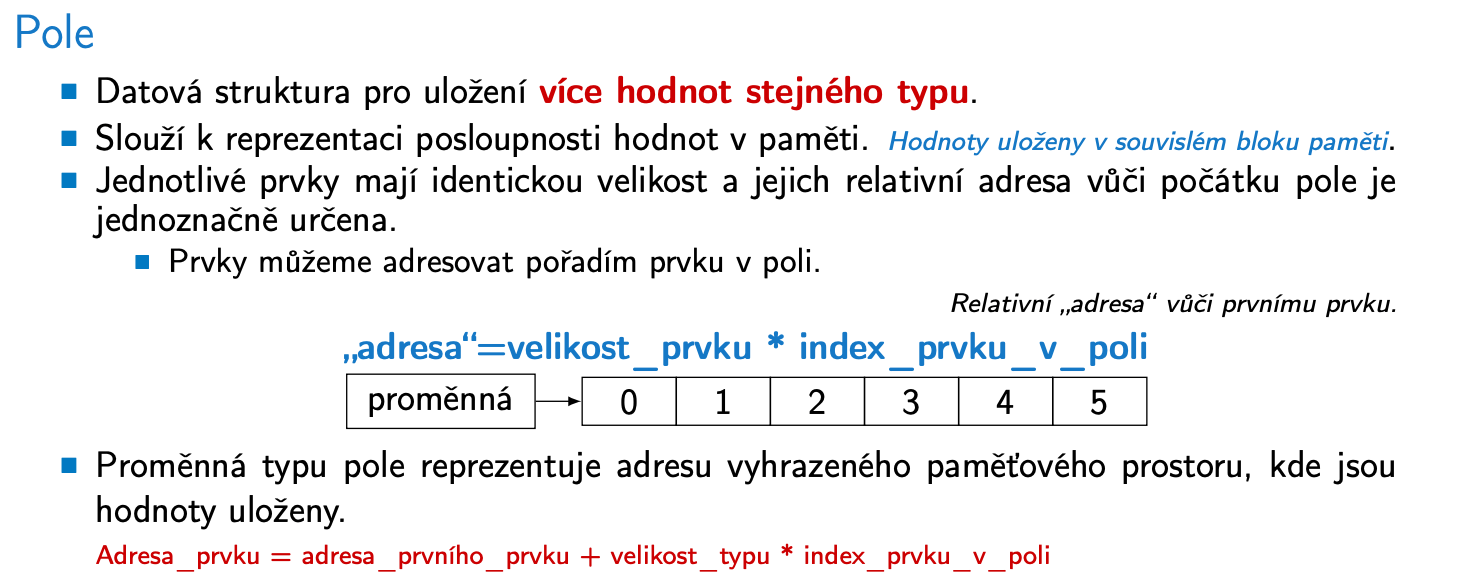 Pole
Datová struktura pro uložení více hodnot stejného typu.
Slouží k reprezentaci posloupnosti hodnot v paměti. Hodnoty uloženy v souvislém bloku paměti.
Jednotlivé prvky mají identickou velikost a jejich relativní adresa vůči počátku pole je
jednoznačně určena.
Prvky můžeme adresovat pořadím prvku v poli.
Relativní „adresa“ vůči prvnímu prvku.
„adresa“=velikost_prvku * index_prvku_v_poli
proměnná 0 1 2 3 4 5
Proměnná typu pole reprezentuje adresu vyhrazeného paměťového prostoru, kde jsou
hodnoty uloženy.
Adresa_prvku = adresa_prvního_prvku + velikost_typu * index_prvku_v_poli